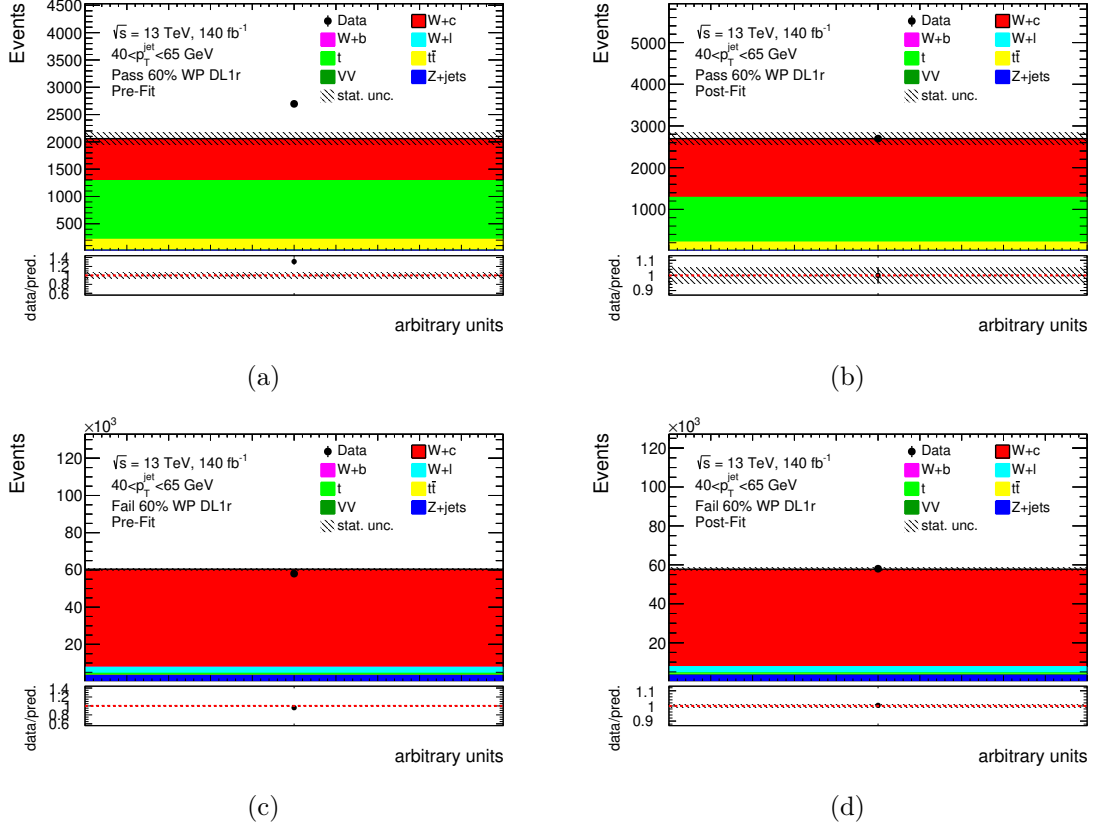 Events
4500
4000
3500
3000
2500
2000
1500
1000
500
√s = 13 TeV, 140 fb⁻¹
40<p_T^jet<65 GeV
Pass 60% WP DL1r
Pre-Fit
Data
W+c
W+b
W+l
t
tt̄
VV
Z+jets
stat. unc.
data/pred.
1.4
1.2
1
0.8
0.6
arbitrary units
(a)
Events
5000
4000
3000
2000
1000
√s = 13 TeV, 140 fb⁻¹
40<p_T^jet<65 GeV
Pass 60% WP DL1r
Post-Fit
Data
W+c
W+b
W+l
t
tt̄
VV
Z+jets
stat. unc.
data/pred.
1.1
1
0.9
arbitrary units
(b)
×10³
Events
120
100
80
60
40
20
√s = 13 TeV, 140 fb⁻¹
40<p_T^jet<65 GeV
Fail 60% WP DL1r
Pre-Fit
Data
W+c
W+b
W+l
t
tt̄
VV
Z+jets
stat. unc.
data/pred.
1.4
1.2
1
0.8
0.6
arbitrary units
(c)
×10³
Events
120
100
80
60
40
20
√s = 13 TeV, 140 fb⁻¹
40<p_T^jet<65 GeV
Fail 60% WP DL1r
Post-Fit
Data
W+c
W+b
W+l
t
tt̄
VV
Z+jets
stat. unc.
data/pred.
1.1
1
0.9
arbitrary units
(d)